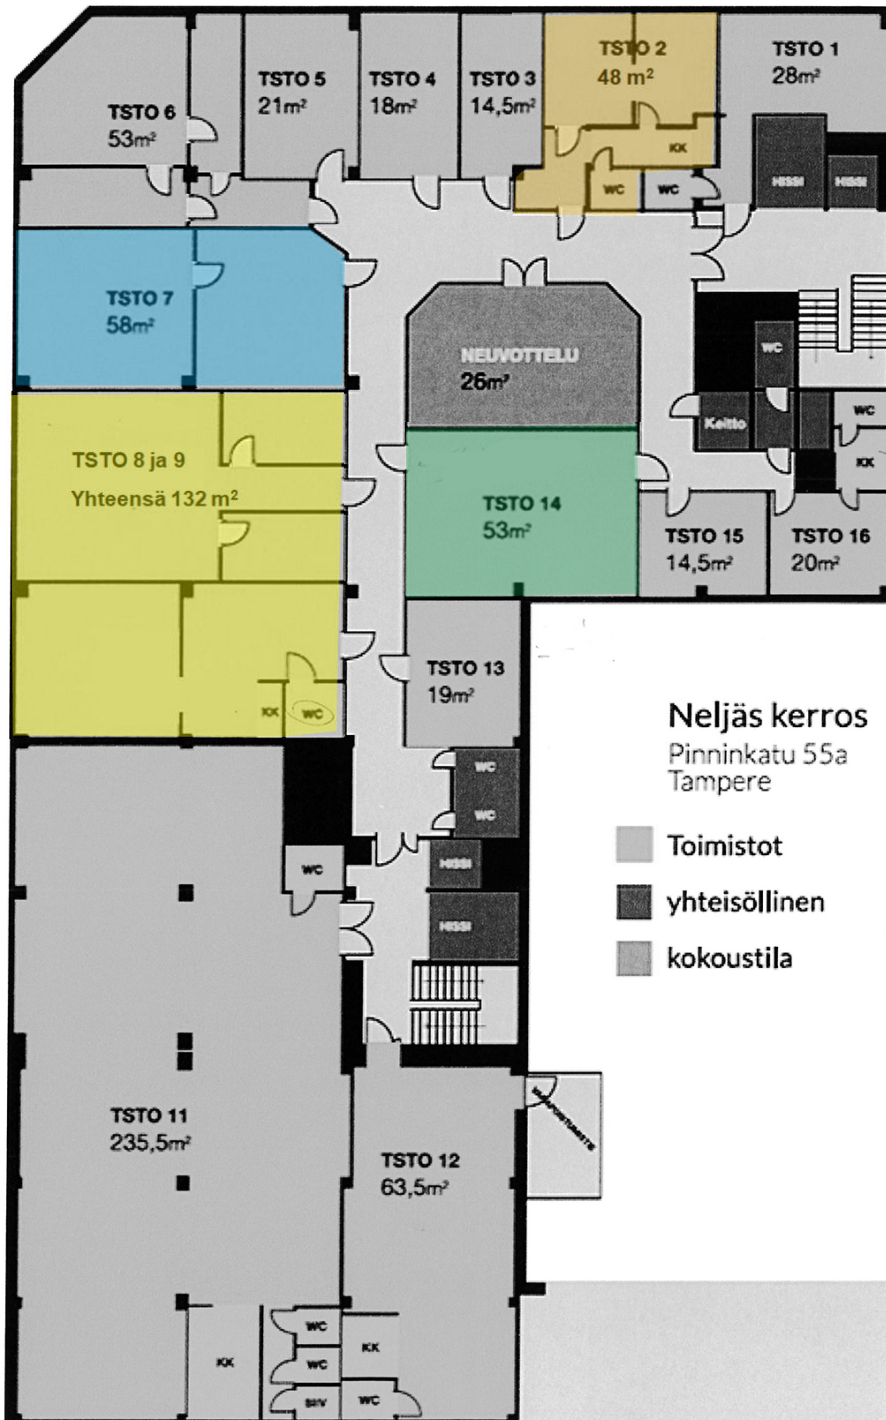 TSTO 6
53m²
TSTO 5
21m²
TSTO 4
18m²
TSTO 3
14,5m²
TSTO 2
48 m²
KK
WC
WC
TSTO 1
28m²
HISSI
HISSI
TSTO 7
58m²
NEUVOTTELU
26m²
WC
Keitto
WC
KK
TSTO 8 ja 9
Yhteensä 132 m²
KK
WC
TSTO 14
53m²
TSTO 15
14,5m²
TSTO 16
20m²
TSTO 13
19m²
WC
WC
HISSI
HISSI
WC
Neljäs kerros
Pinninkatu 55a
Tampere
Toimistot
yhteisöllinen
kokoustila
TSTO 11
235,5m²
TSTO 12
63,5m²
KK
WC
WC
SIIV
KK
WC